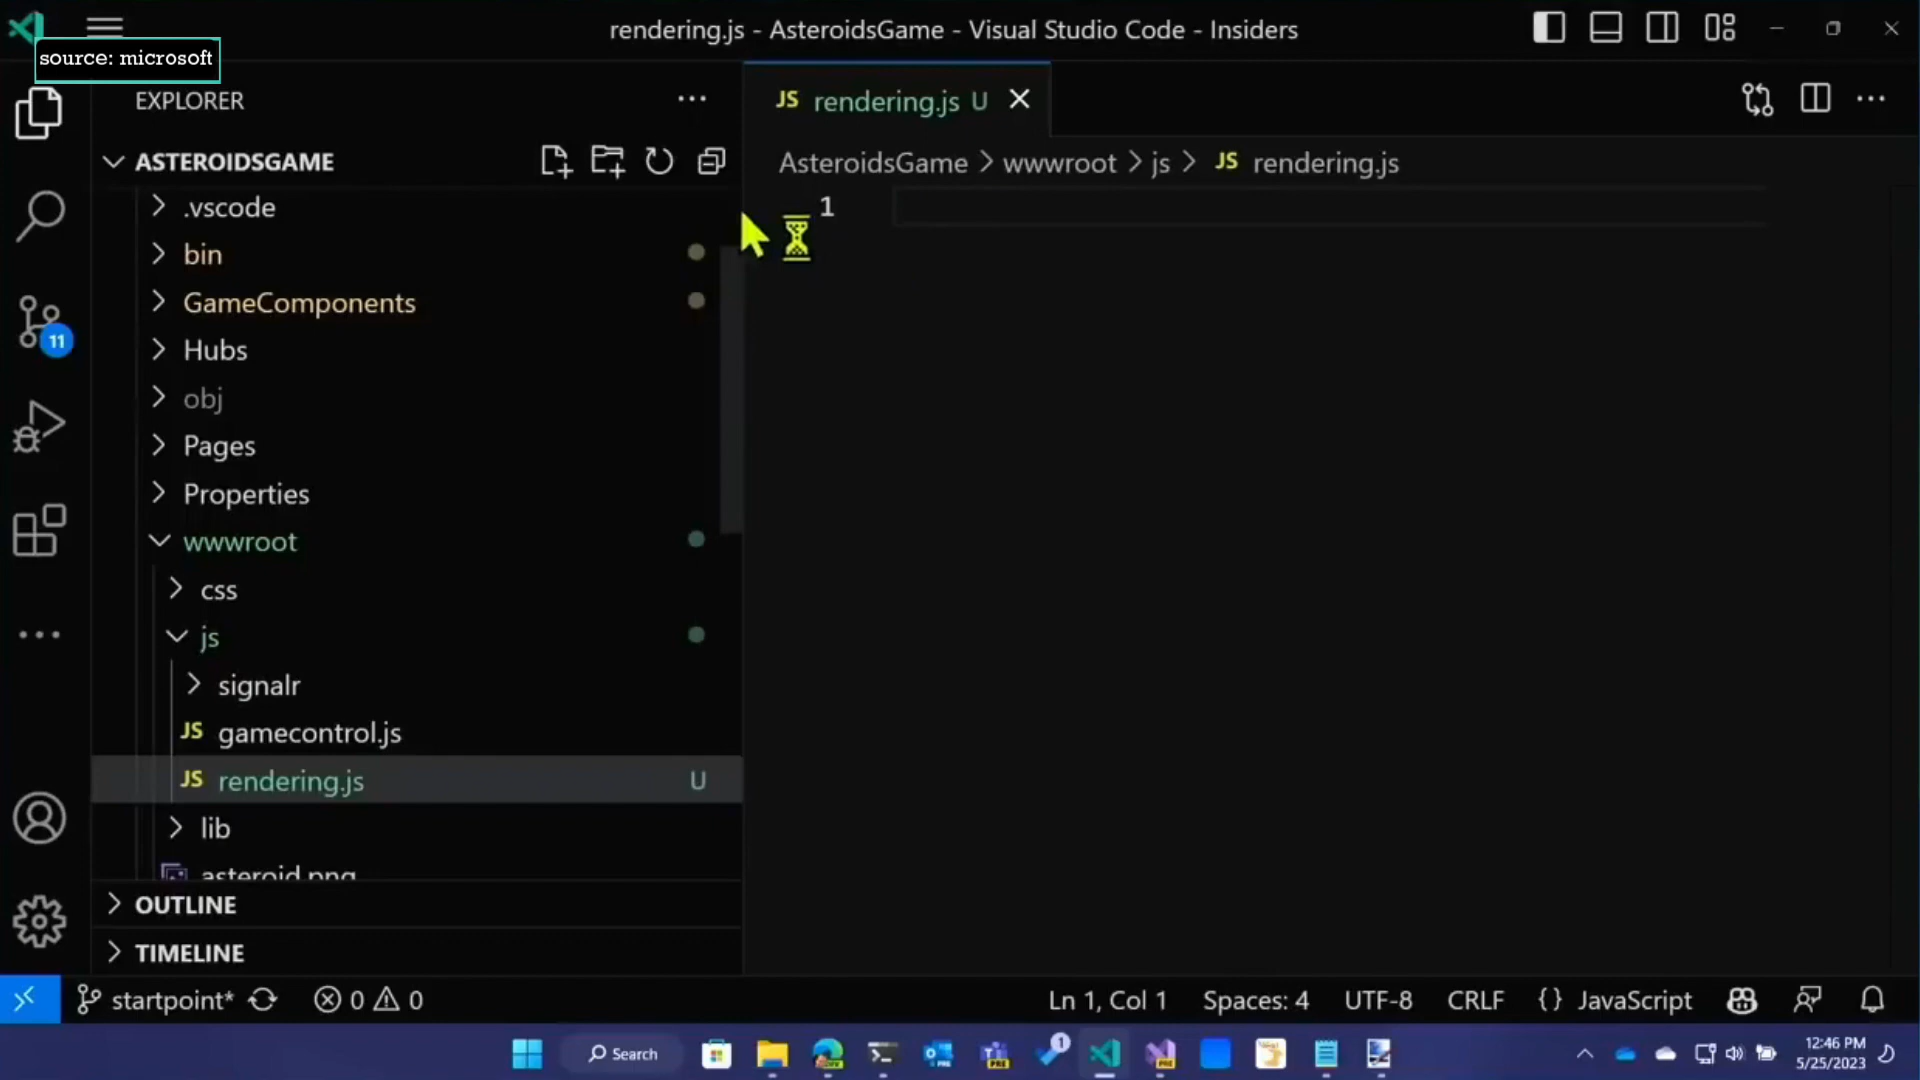 rendering.js - AsteroidsGame - Visual Studio Code - Insiders
source: microsoft
EXPLORER
JS rendering.js U
ASTEROIDSGAME
AsteroidsGame > wwwroot > js > JS rendering.js
1
.vscode
bin
GameComponents
Hubs
obj
Pages
Properties
wwwroot
css
js
signalr
JS gamecontrol.js
JS rendering.js U
lib
asteroid.png
OUTLINE
TIMELINE
11
startpoint* 0 0 Ln 1, Col 1 Spaces: 4 UTF-8 CRLF {} JavaScript
Search
1
12:46 PM
5/25/2023